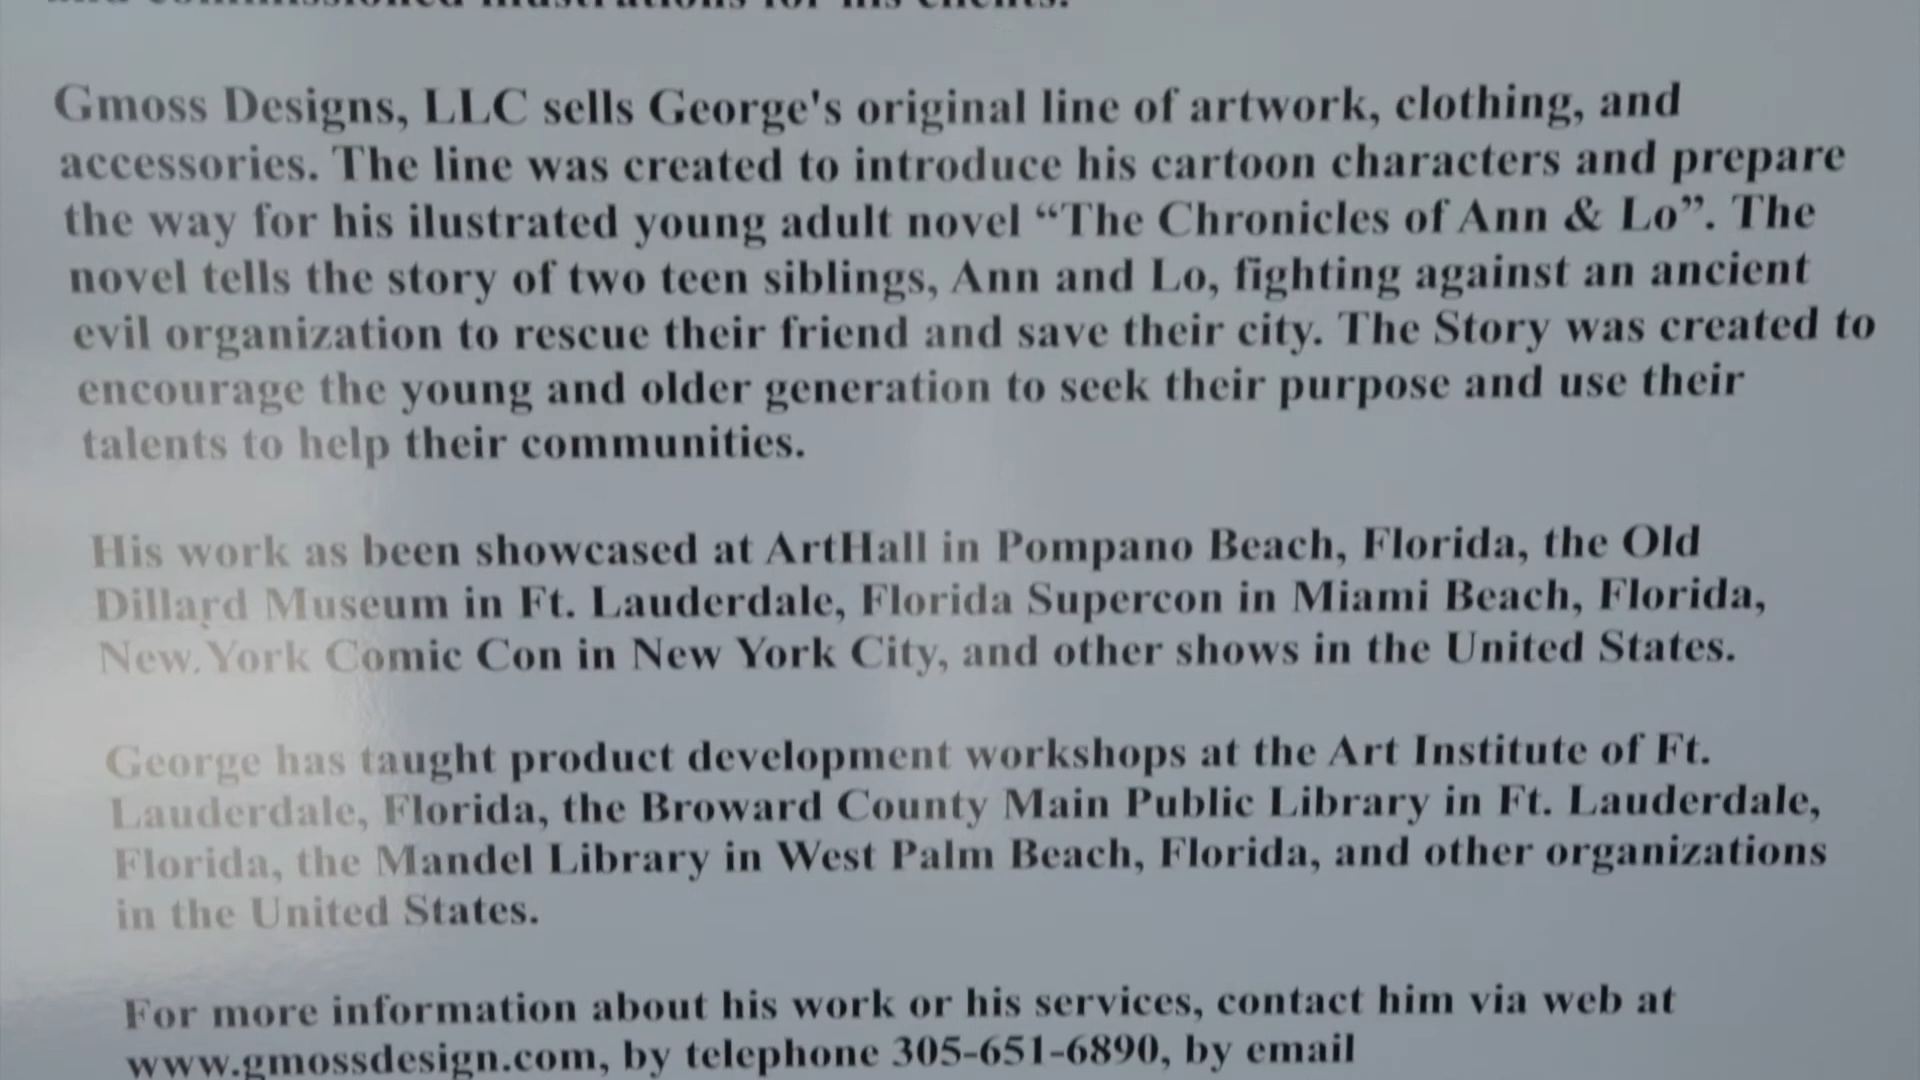 and commissioned illustrations for his clients.
Gmoss Designs, LLC sells George's original line of artwork, clothing, and
accessories. The line was created to introduce his cartoon characters and prepare
the way for his ilustrated young adult novel “The Chronicles of Ann & Lo”. The
novel tells the story of two teen siblings, Ann and Lo, fighting against an ancient
evil organization to rescue their friend and save their city. The Story was created to
encourage the young and older generation to seek their purpose and use their
talents to help their communities.
His work as been showcased at ArtHall in Pompano Beach, Florida, the Old
Dillard Museum in Ft. Lauderdale, Florida Supercon in Miami Beach, Florida,
New York Comic Con in New York City, and other shows in the United States.
George has taught product development workshops at the Art Institute of Ft.
Lauderdale, Florida, the Broward County Main Public Library in Ft. Lauderdale,
Florida, the Mandel Library in West Palm Beach, Florida, and other organizations
in the United States.
For more information about his work or his services, contact him via web at
www.gmossdesign.com, by telephone 305-651-6890, by email